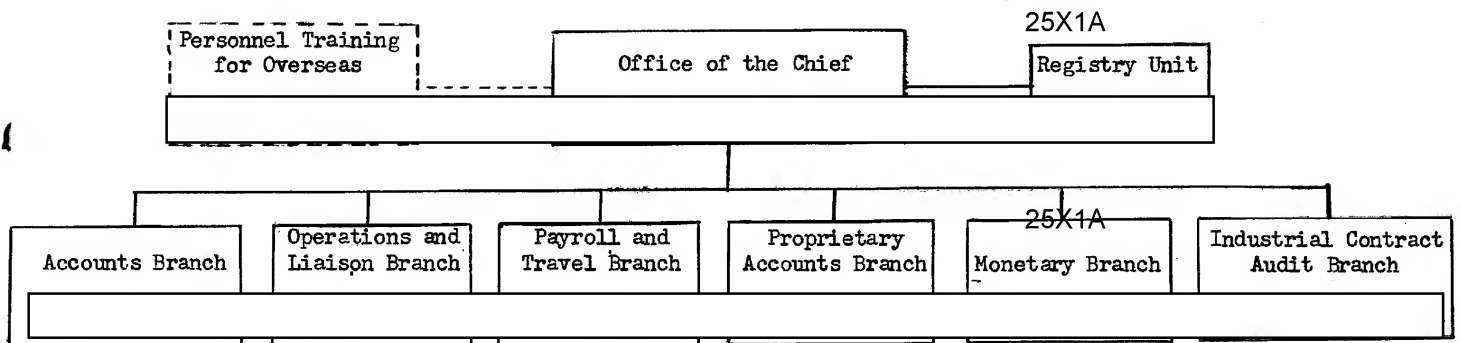 25X1A
Personnel Training
for Overseas
Office of the Chief
Registry Unit
25X1A
Accounts Branch
Operations and
Liaison Branch
Payroll and
Travel Branch
Proprietary
Accounts Branch
Monetary Branch
Industrial Contract
Audit Branch